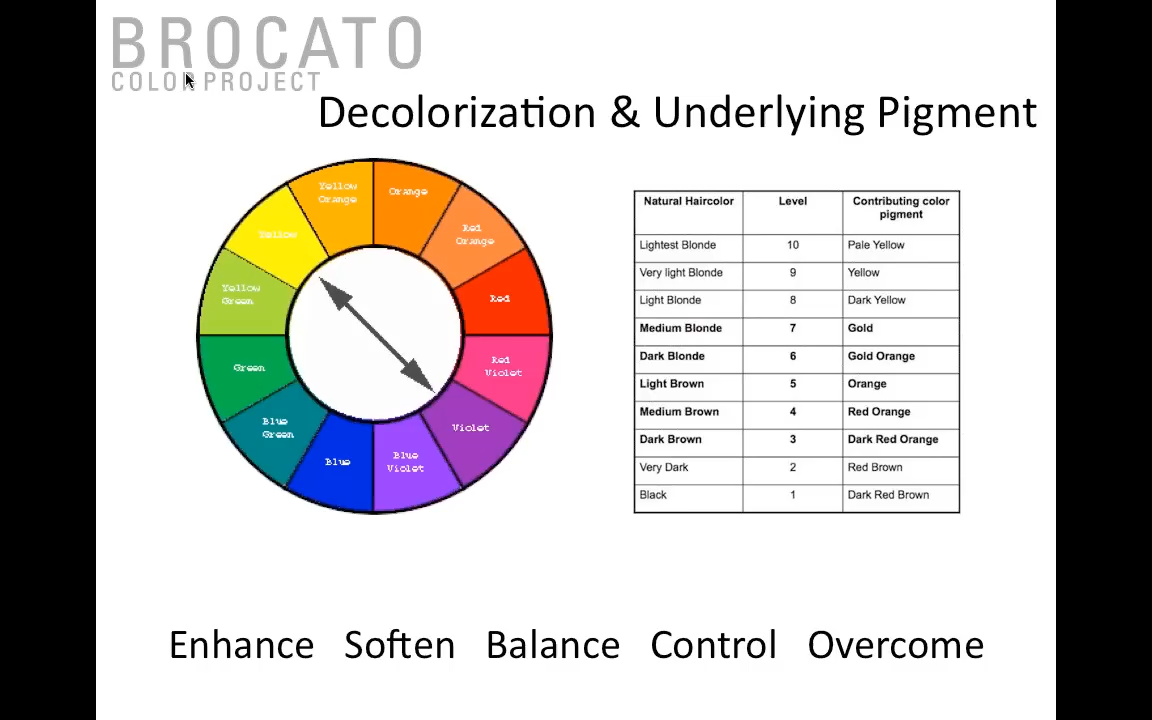 BROCATO
COLOR PROJECT
Decolorization & Underlying Pigment
Yellow
Orange
Orange
Red
Orange
Yellow
Red
Yellow
Green
Red
Violet
Green
Blue
Green
Violet
Blue
Blue
Violet
Natural Haircolor Level Contributing color
pigment
Lightest Blonde 10 Pale Yellow
Very light Blonde 9 Yellow
Light Blonde 8 Dark Yellow
Medium Blonde 7 Gold
Dark Blonde 6 Gold Orange
Light Brown 5 Orange
Medium Brown 4 Red Orange
Dark Brown 3 Dark Red Orange
Very Dark 2 Red Brown
Black 1 Dark Red Brown
Enhance Soften Balance Control Overcome